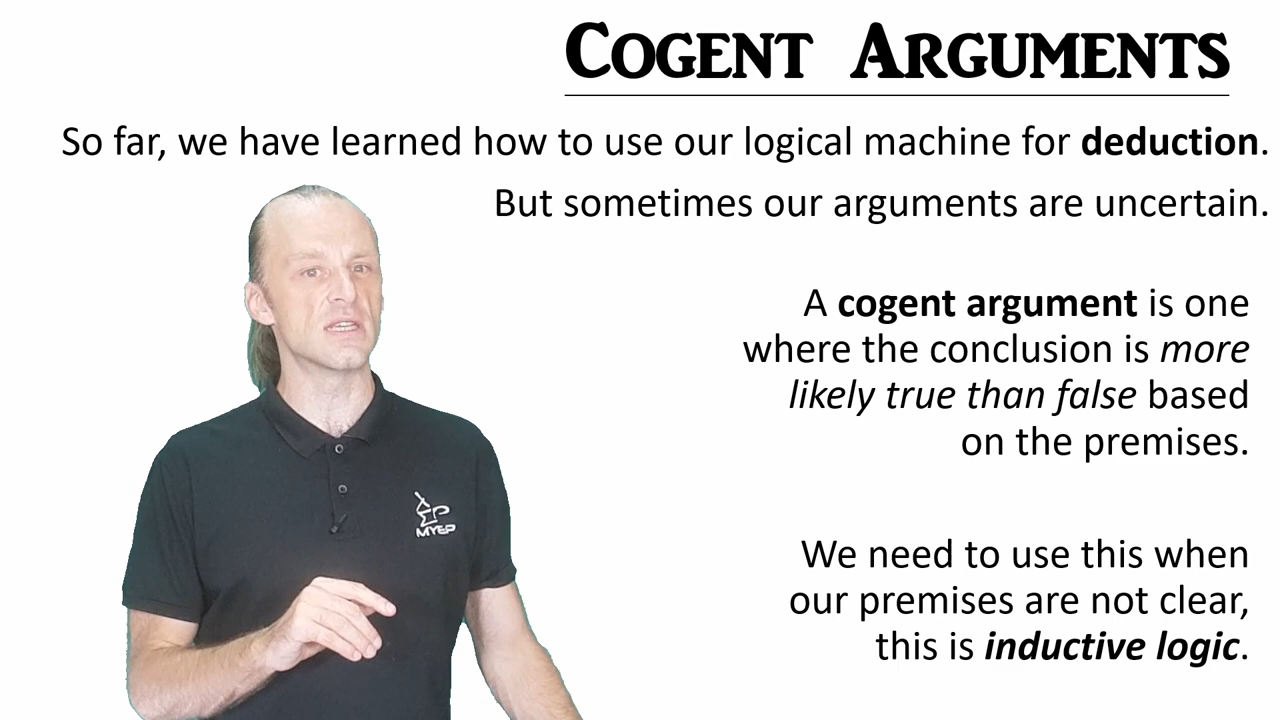 COGENT ARGUMENTS
So far, we have learned how to use our logical machine for deduction.
But sometimes our arguments are uncertain.
A cogent argument is one
where the conclusion is more
likely true than false based
on the premises.
MYEP
We need to use this when
our premises are not clear,
this is inductive logic.